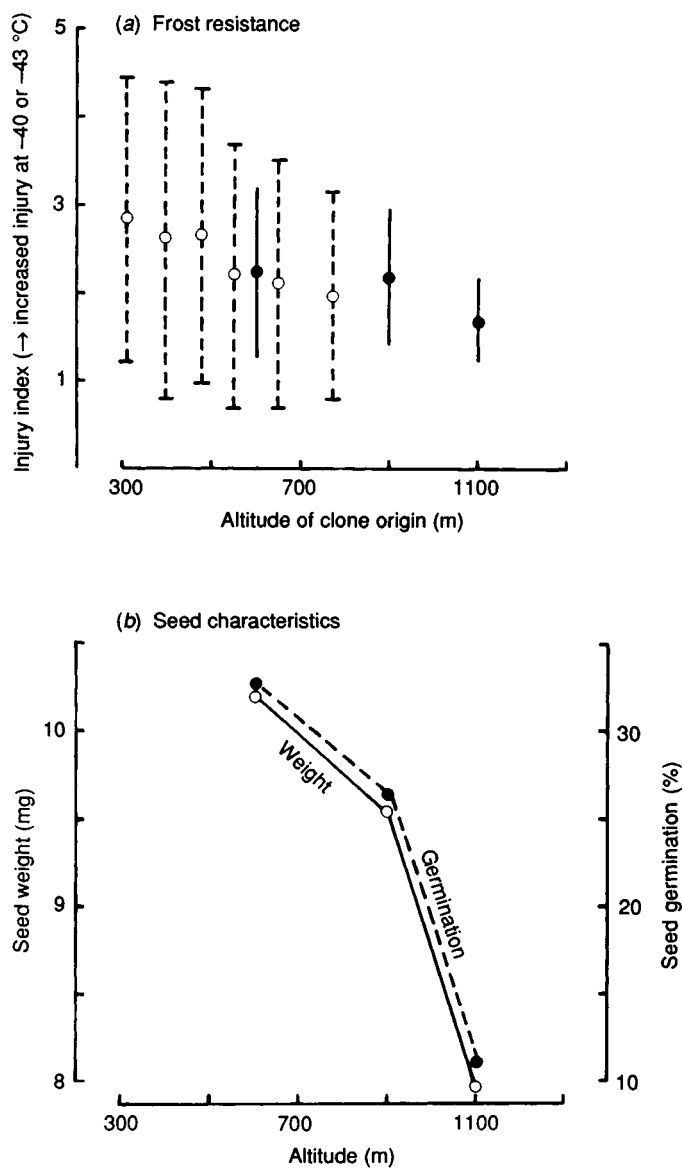 (a) Frost resistance
Injury index (→ increased injury at –40 or –43 °C)
5
3
1
300 700 1100
Altitude of clone origin (m)
(b) Seed characteristics
Seed weight (mg)
10
9
8
Weight
Germination
30
20
10
Seed germination (%)
300 700 1100
Altitude (m)